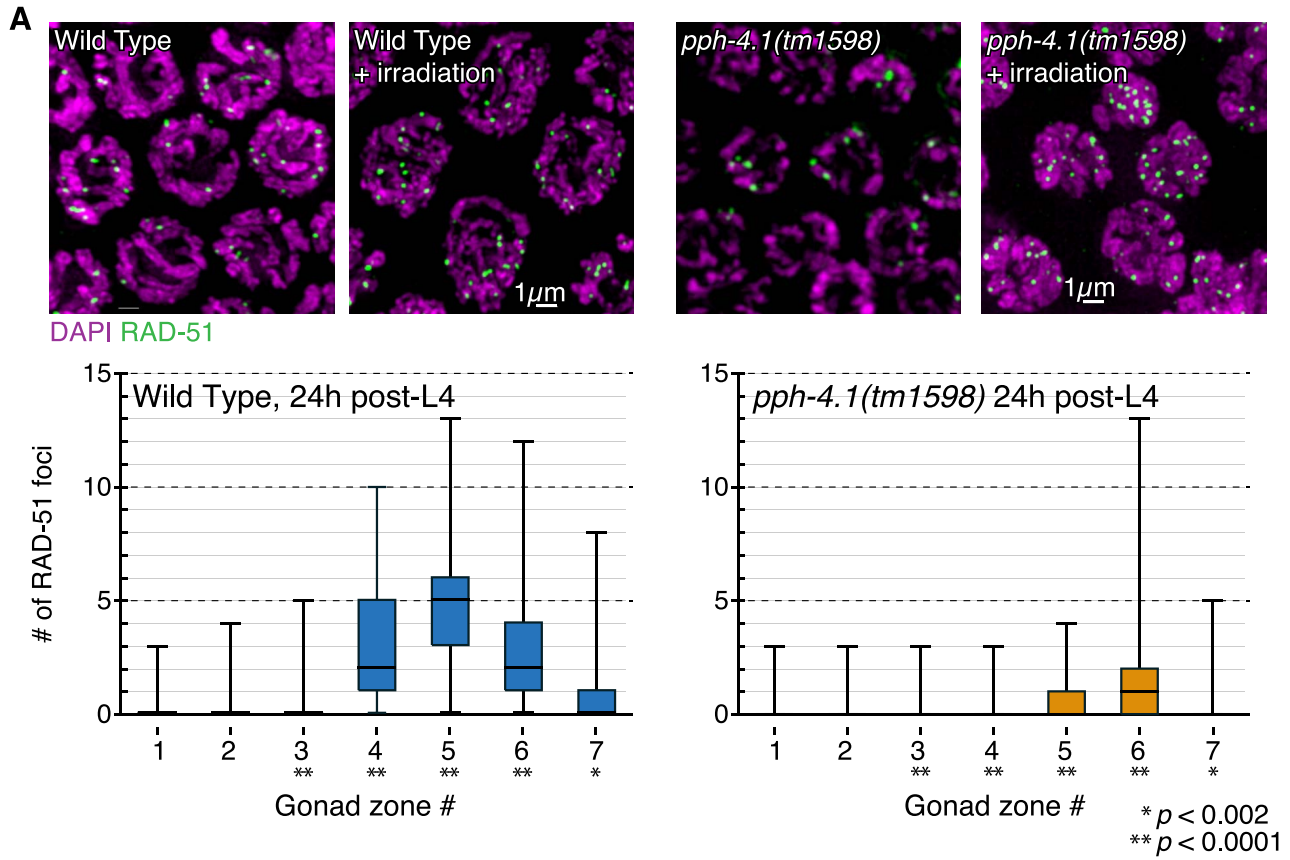 A
Wild Type
Wild Type
+ irradiation
1µm
pph-4.1(tm1598)
pph-4.1(tm1598)
+ irradiation
1µm
DAPI RAD-51
Wild Type, 24h post-L4
# of RAD-51 foci
15
10
5
0
1 2 3 4 5 6 7
** ** ** ** *
Gonad zone #
pph-4.1(tm1598) 24h post-L4
15
10
5
0
1 2 3 4 5 6 7
** ** ** ** *
Gonad zone #
* p < 0.002
** p < 0.0001